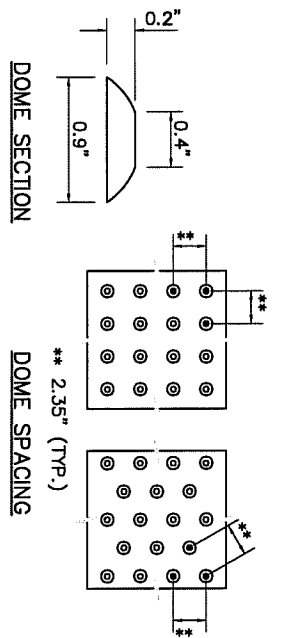 0.2"
0.4"
0.9"
DOME SECTION
**
**
**
**
** 2.35" (TYP.)
DOME SPACING